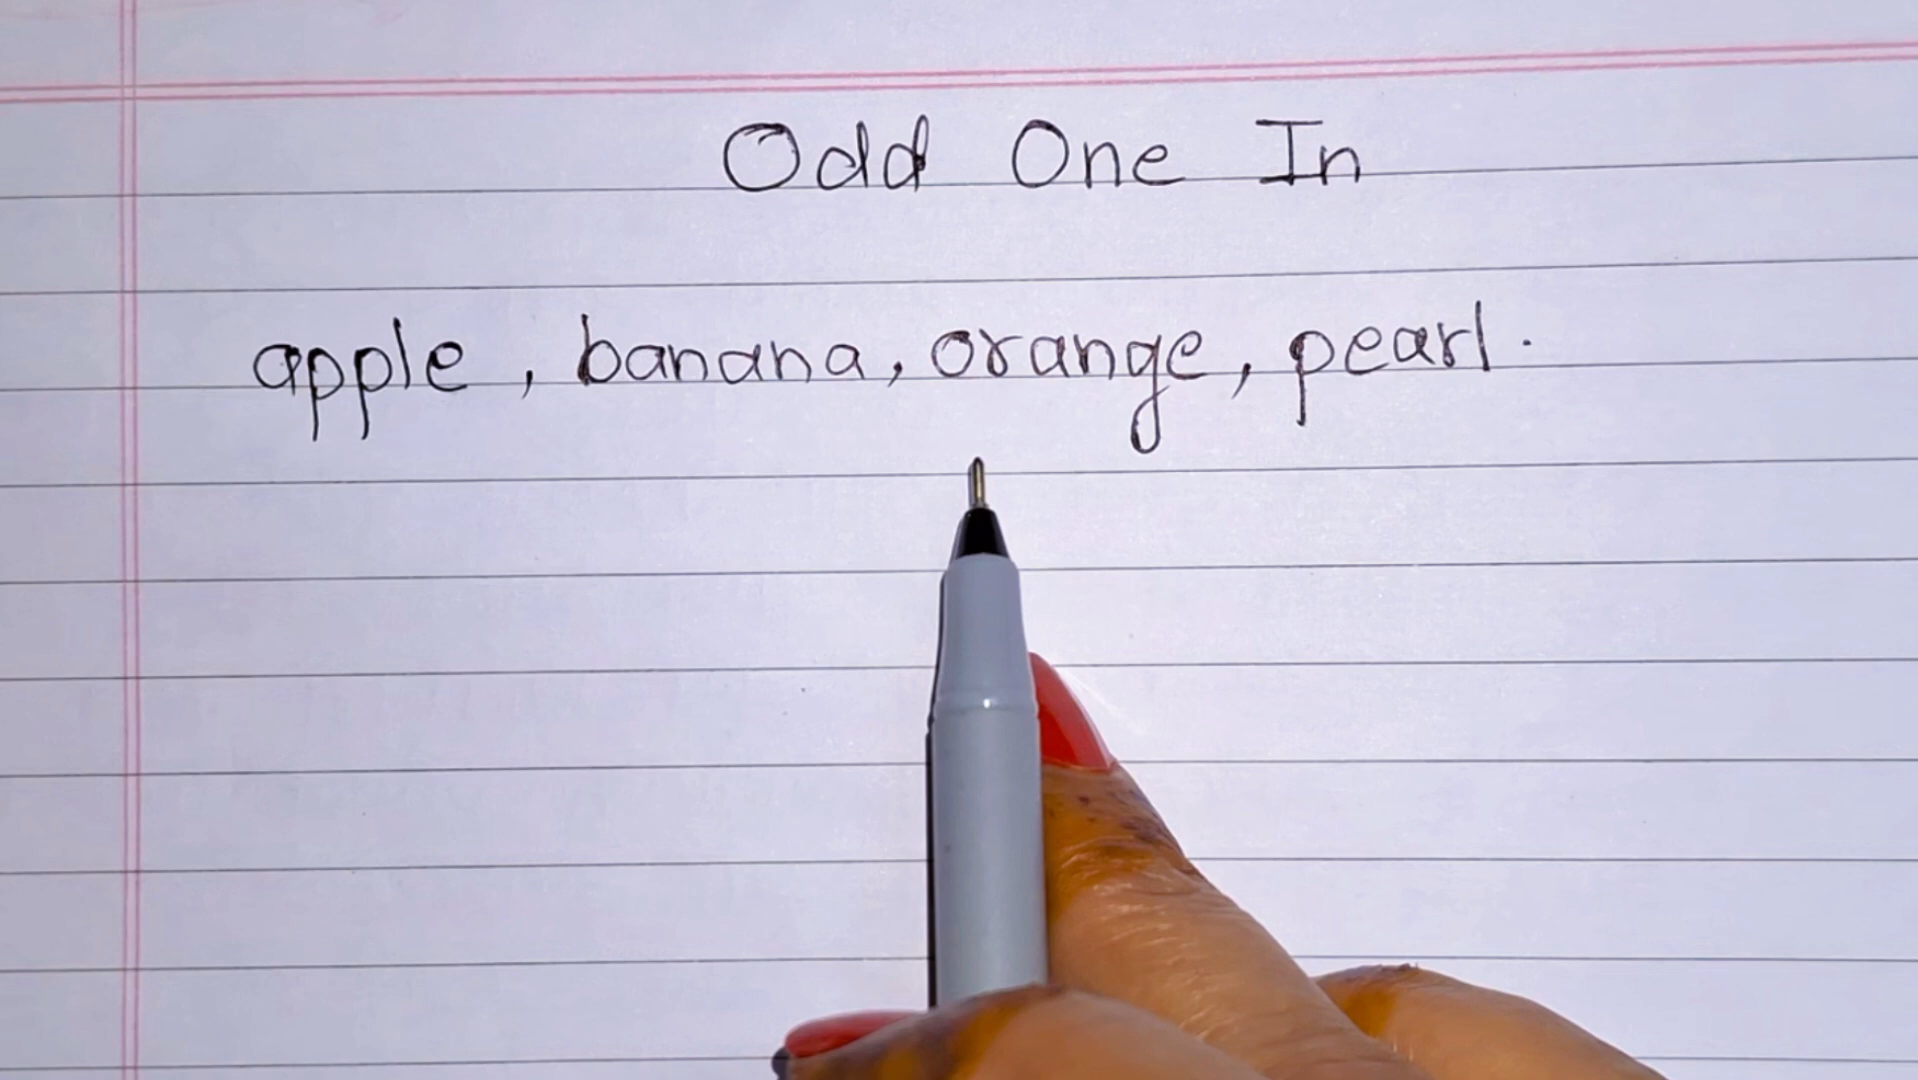 Odd One In
apple, banana, orange, pearl.